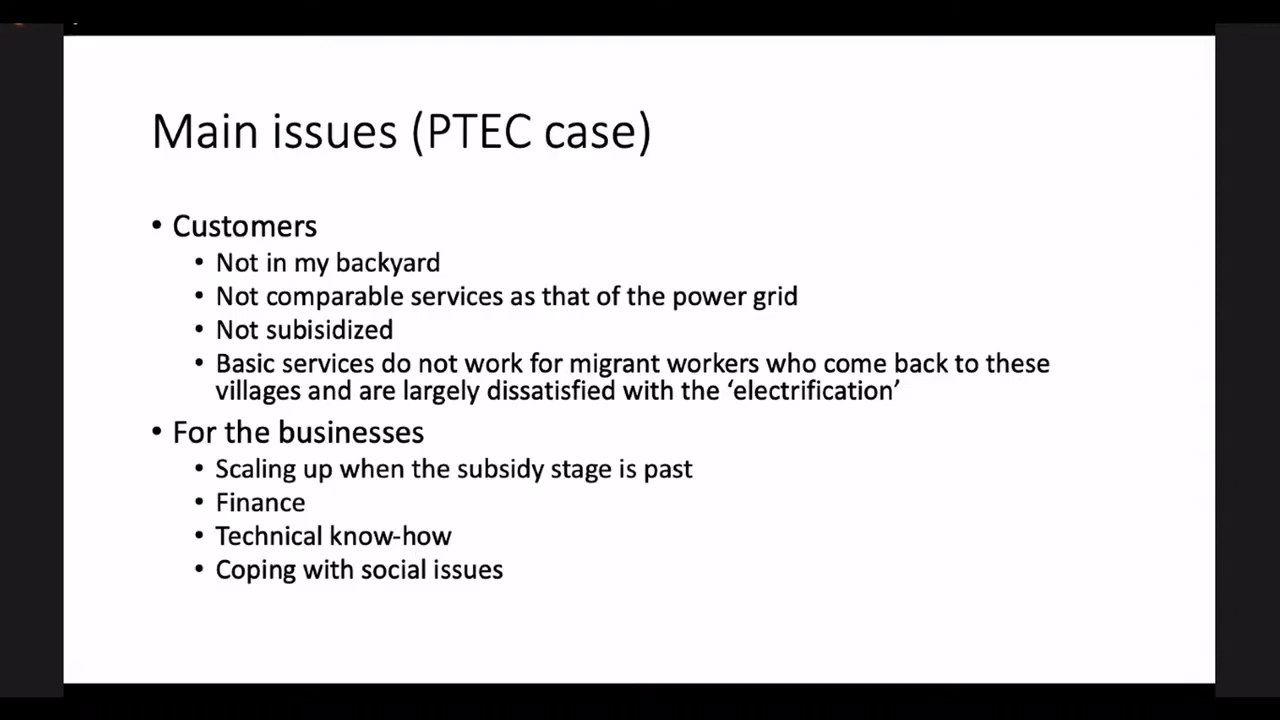 Main issues (PTEC case)
• Customers
• Not in my backyard
• Not comparable services as that of the power grid
• Not subisidized
• Basic services do not work for migrant workers who come back to these
villages and are largely dissatisfied with the ‘electrification’
• For the businesses
• Scaling up when the subsidy stage is past
• Finance
• Technical know-how
• Coping with social issues